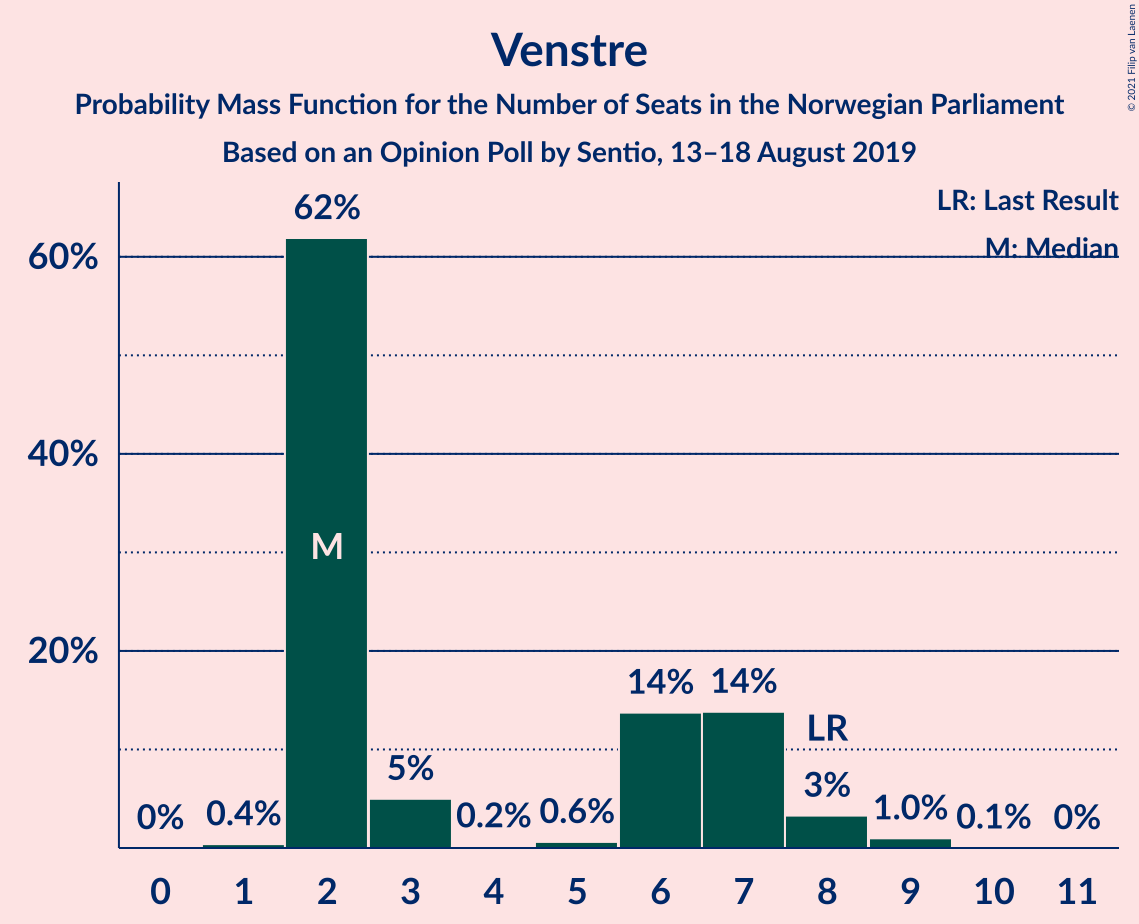 Venstre
Probability Mass Function for the Number of Seats in the Norwegian Parliament
Based on an Opinion Poll by Sentio, 13–18 August 2019
© 2021 Filip van Laenen
LR: Last Result
M: Median
60%
40%
20%
0%
0.4%
62%
M
5%
0.2%
0.6%
14%
14%
LR
3%
1.0%
0.1%
0%
0 1 2 3 4 5 6 7 8 9 10 11